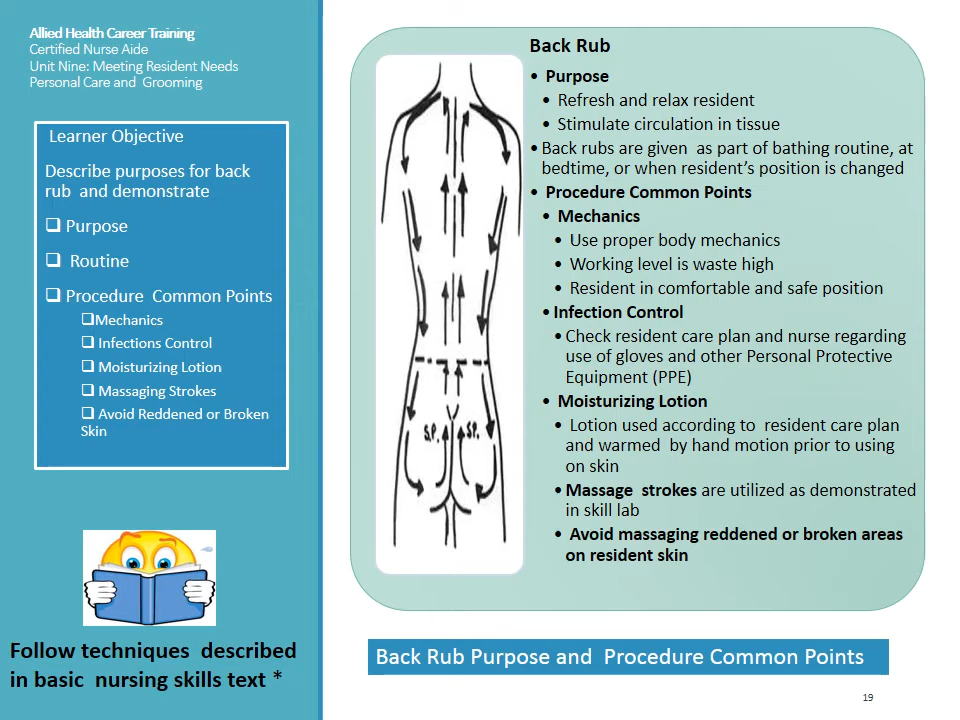 Allied Health Career Training
Certified Nurse Aide
Unit Nine: Meeting Resident Needs
Personal Care and Grooming
Learner Objective
Describe purposes for back
rub and demonstrate
❑ Purpose
❑ Routine
❑ Procedure Common Points
❑Mechanics
❑ Infections Control
❑ Moisturizing Lotion
❑ Massaging Strokes
❑ Avoid Reddened or Broken
Skin
Follow techniques described
in basic nursing skills text *
S.P. S.P.
Back Rub
• Purpose
• Refresh and relax resident
• Stimulate circulation in tissue
• Back rubs are given as part of bathing routine, at
bedtime, or when resident’s position is changed
• Procedure Common Points
• Mechanics
• Use proper body mechanics
• Working level is waste high
• Resident in comfortable and safe position
• Infection Control
• Check resident care plan and nurse regarding
use of gloves and other Personal Protective
Equipment (PPE)
• Moisturizing Lotion
• Lotion used according to resident care plan
and warmed by hand motion prior to using
on skin
• Massage strokes are utilized as demonstrated
in skill lab
• Avoid massaging reddened or broken areas
on resident skin
Back Rub Purpose and Procedure Common Points
19